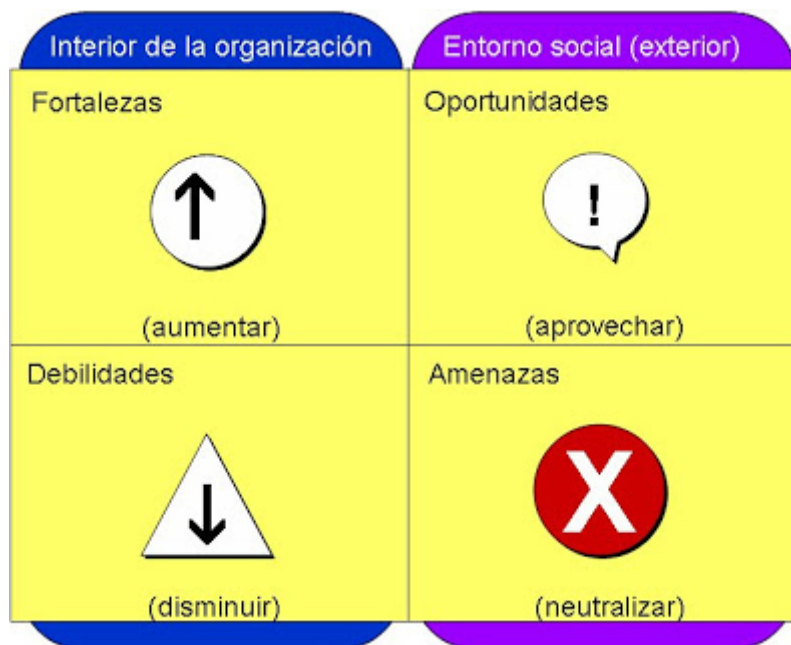 Interior de la organización
Entorno social (exterior)
Fortalezas
(aumentar)
Oportunidades
!
(aprovechar)
Debilidades
(disminuir)
Amenazas
X
(neutralizar)